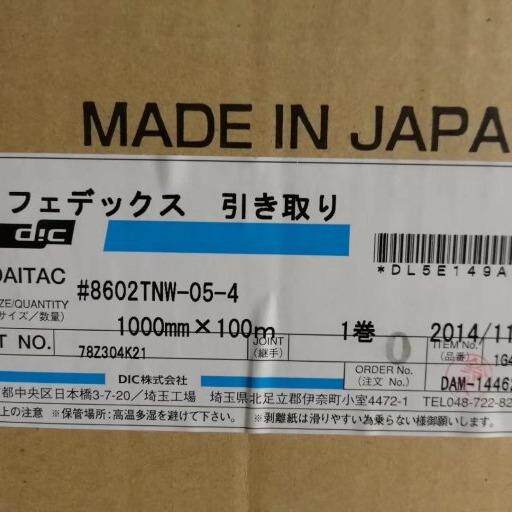 MADE IN JAPA
フェデックス 引き取り
dic
*DL5E149A
DAITAC #8602TNW-05-4
ZE/QUANTITY
サイズ/数量)
1000mm×100m 1巻 2014/11
T NO. 78Z304K21 JOINT (継手) 0 ITEM No. (品番) 1G4
ORDER No. (注文 No.) DAM-1446
DIC株式会社
都中央区日本橋3-7-20/埼玉工場 埼玉県北足立郡伊奈町小室4472-1 TEL048-722-82
上の注意 ※保管場所:高温多湿を避けて下さい。 ※剥離紙は滑りやすい為乗らない様御願いします。